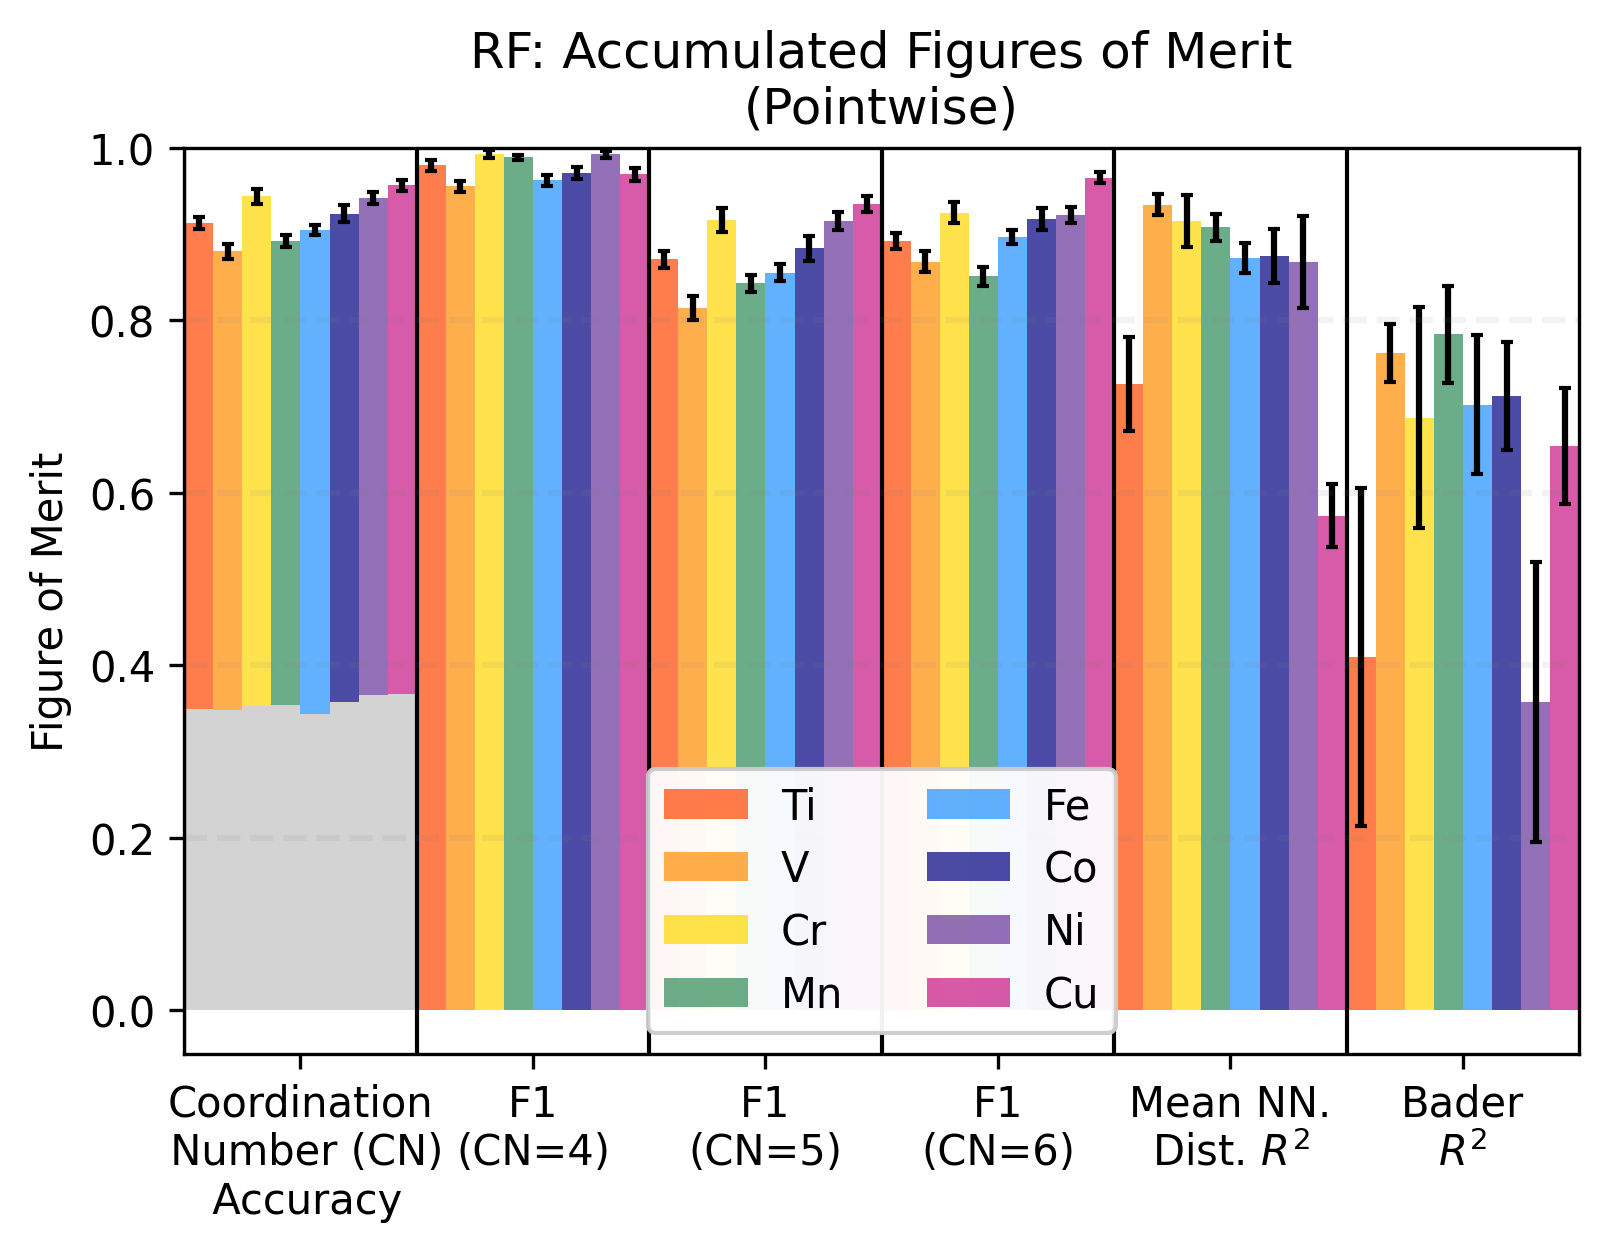 RF: Accumulated Figures of Merit
(Pointwise)
Figure of Merit
1.0
0.8
0.6
0.4
0.2
0.0
Ti
V
Cr
Mn
Fe
Co
Ni
Cu
Coordination
Number (CN)
Accuracy
F1
(CN=4)
F1
(CN=5)
F1
(CN=6)
Mean NN.
Dist. R²
Bader
R²